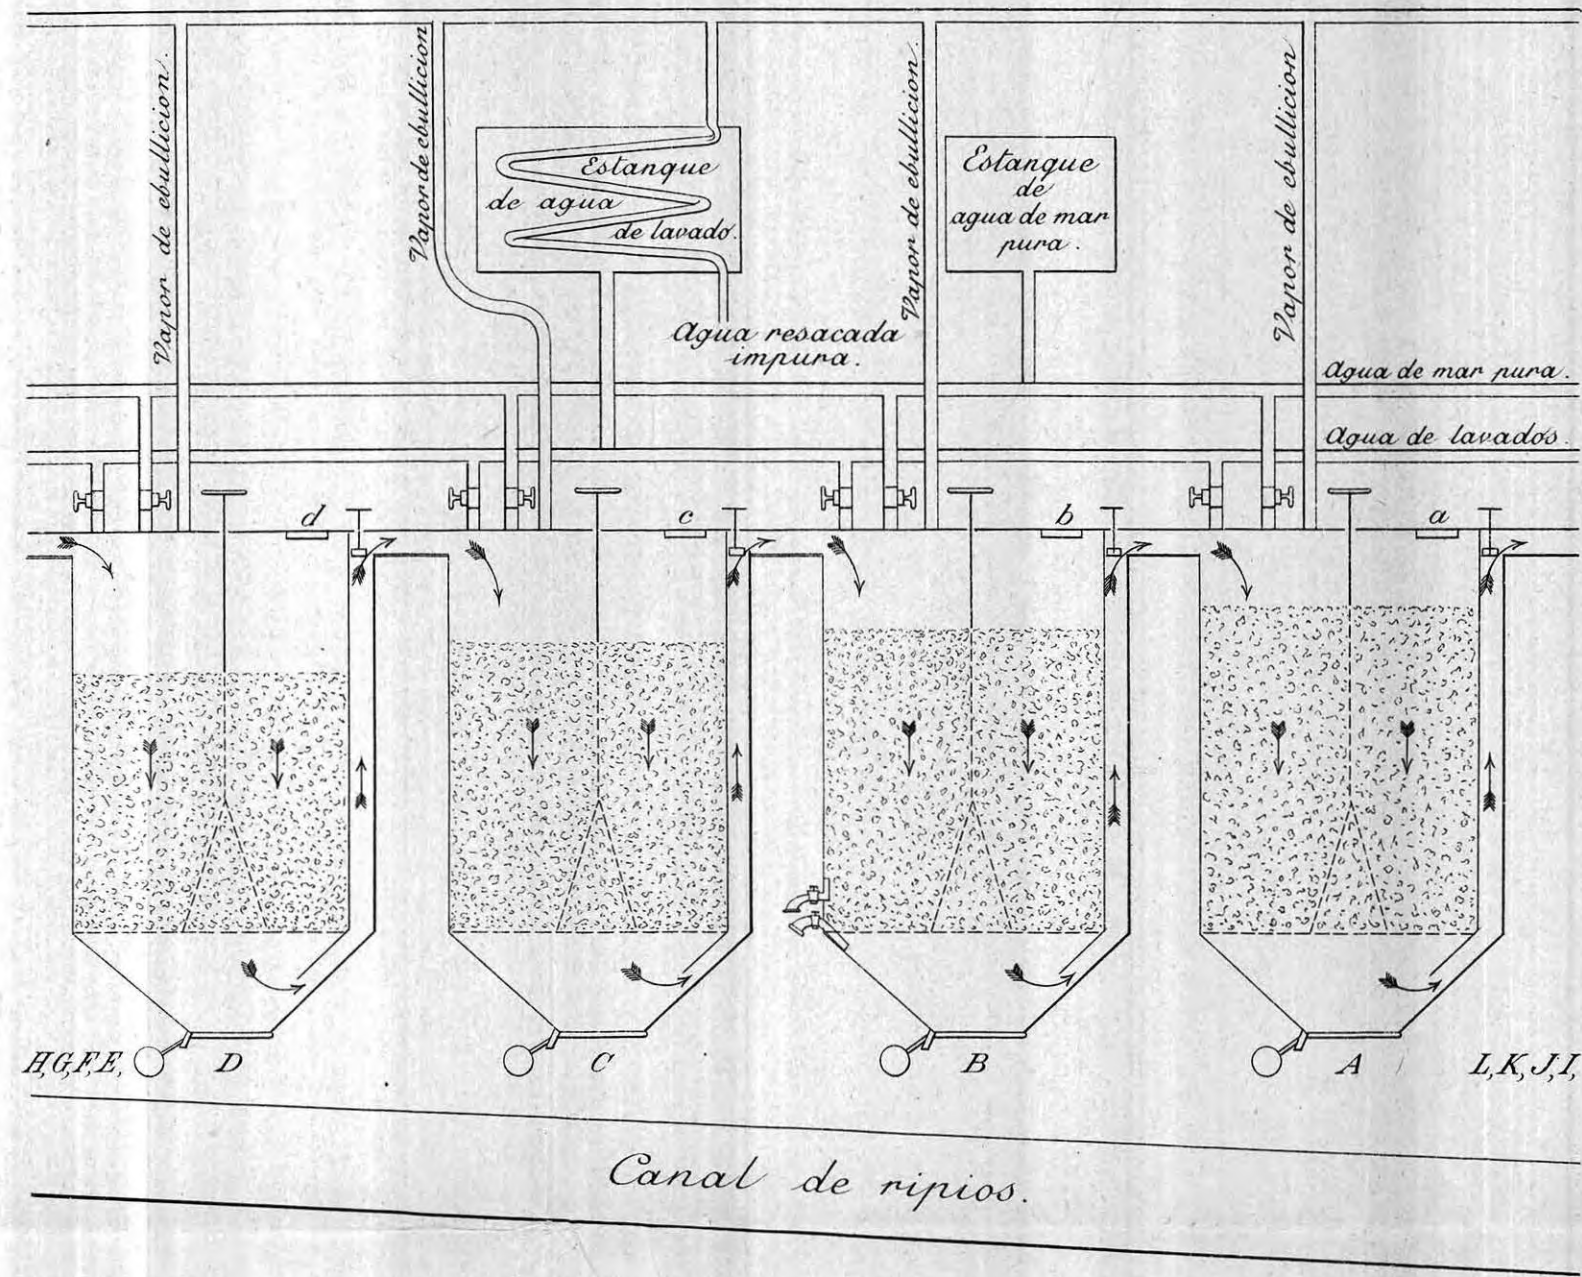 Vapor de ebullicion.
Vapor de ebullicion
Estanque
de agua
de lavado.
Vapor de ebullicion.
Estanque
de
agua de mar
pura.
Vapor de ebullicion
Agua resacada
impura.
Agua de mar pura.
Agua de lavados.
d
c
b
a
H,G,F,E,
D
C
B
A
L,K,J,I,
Canal de ripios.